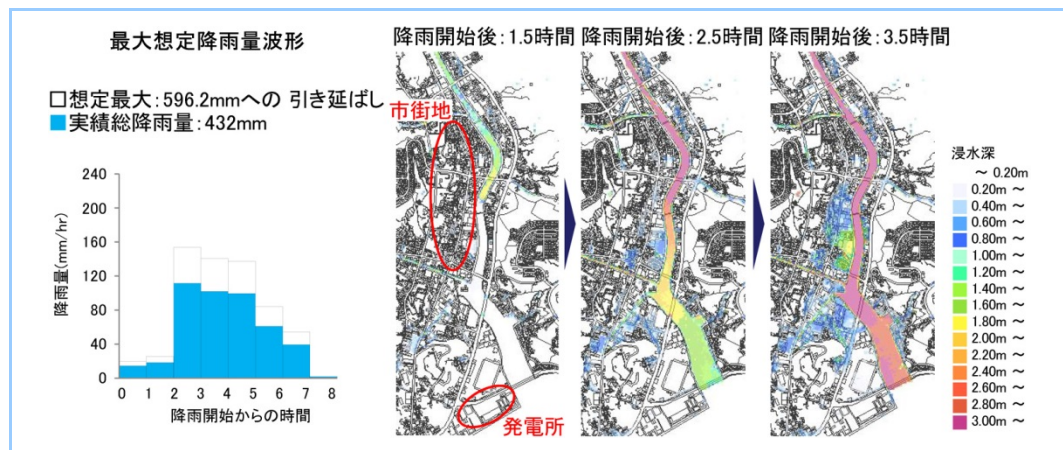 最大想定降雨量波形
□想定最大:596.2mmへの 引き延ばし
■実績総降雨量:432mm
降雨量(mm/hr)
240
200
160
120
80
40
0
0 1 2 3 4 5 6 7 8
降雨開始からの時間
降雨開始後:1.5時間
降雨開始後:2.5時間
降雨開始後:3.5時間
市街地
発電所
浸水深
~ 0.20m
0.20m ~
0.40m ~
0.60m ~
0.80m ~
1.00m ~
1.20m ~
1.40m ~
1.60m ~
1.80m ~
2.00m ~
2.20m ~
2.40m ~
2.60m ~
2.80m ~
3.00m ~